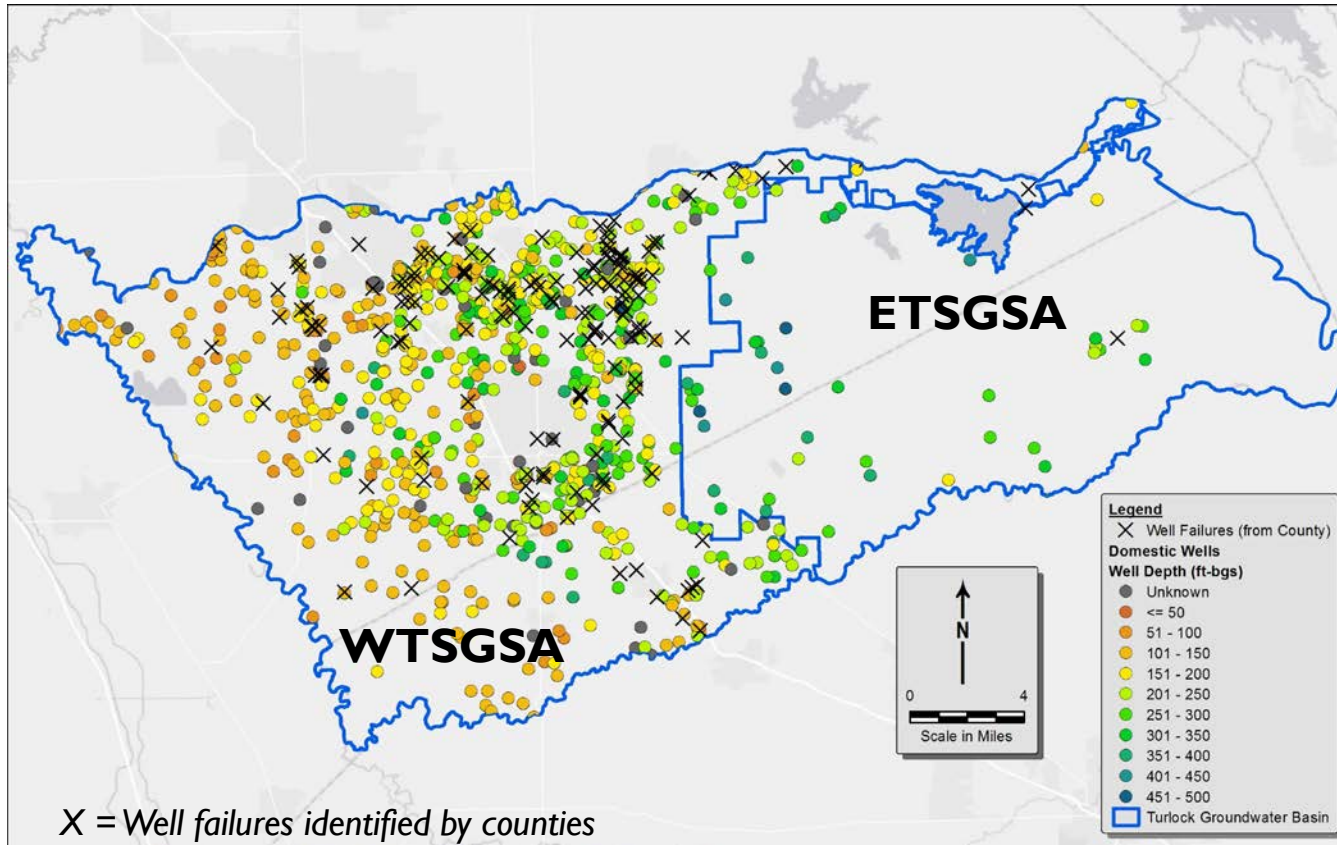 ETSGSA
WTSGSA
N
0 4
Scale in Miles
Legend
Well Failures (from County)
Domestic Wells
Well Depth (ft-bgs)
Unknown
<= 50
51 - 100
101 - 150
151 - 200
201 - 250
251 - 300
301 - 350
351 - 400
401 - 450
451 - 500
Turlock Groundwater Basin
X = Well failures identified by counties